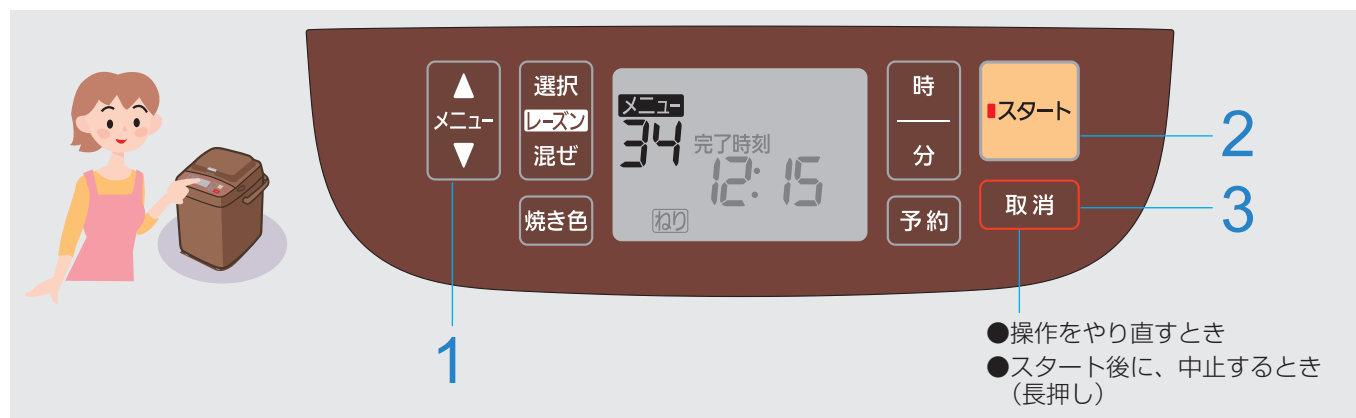 ▲
メニュー
▼
選択
レーズン
混ぜ
焼き色
メニュー
34
完了時刻
12:15
ねり
時
分
予約
スタート
取消
1
2
3
●操作をやり直すとき
●スタート後に、中止するとき
（長押し）